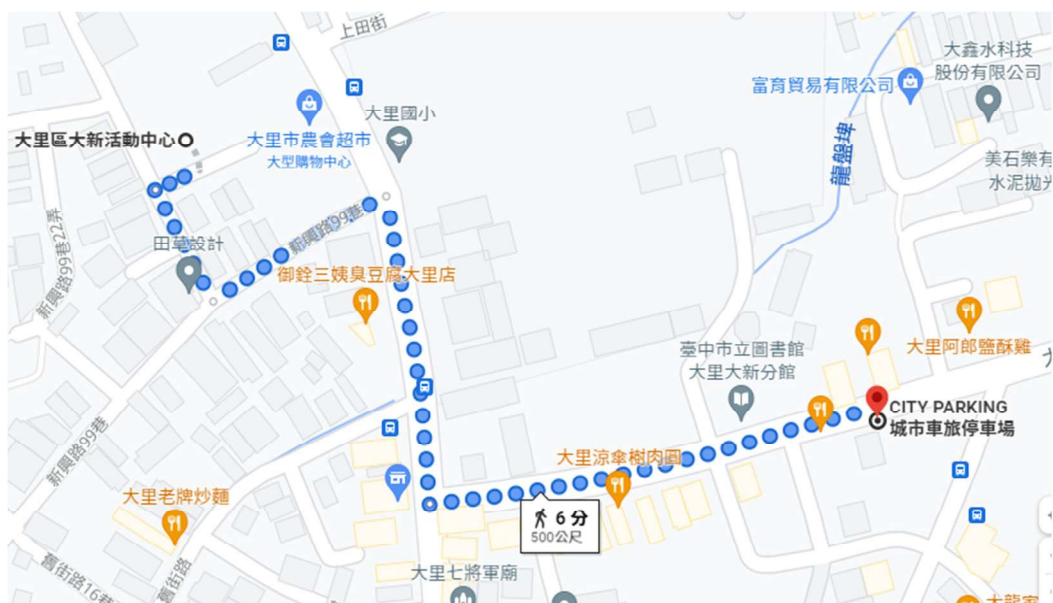 上田街
大鑫水科技
股份有限公司
富育貿易有限公司
大里國小
大里市農會超市
大型購物中心
大里區大新活動中心
龍盤埤
美石樂有
水泥拋光
新興路99巷22弄
新興路99巷
田草設計
御銓三姨臭豆腐大里店
大里阿郎鹽酥雞
臺中市立圖書館
大里大新分館
CITY PARKING
城市車旅停車場
新興路99巷
大里涼傘樹肉圓
大里老牌炒麵
6 分
500公尺
舊街路16巷
舊街路
大里七將軍廟